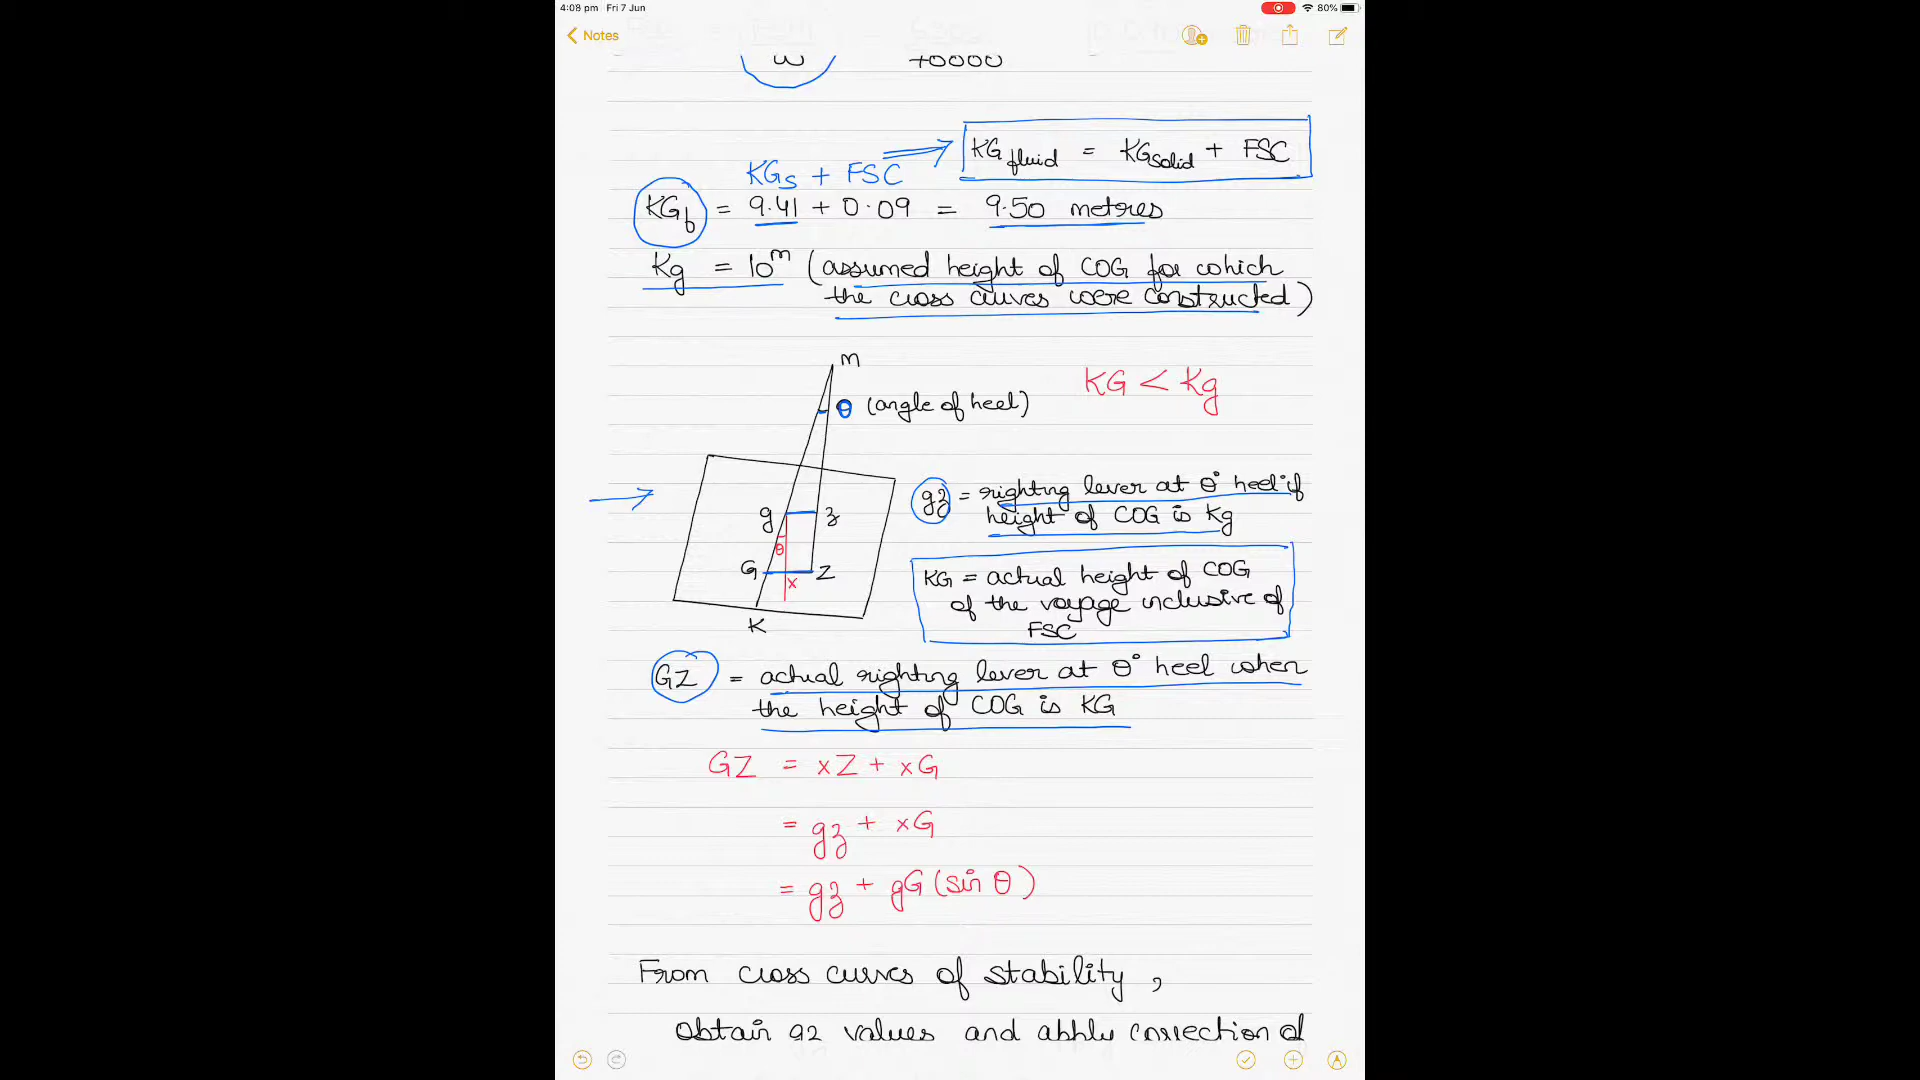 4:08 pm Fri 7 Jun
80%
Notes
W 70000
KG fluid = KG solid + FSC
KGs + FSC
KGf = 9.41 + 0.09 = 9.50 metres
Kg = 10m (assumed height of COG for which
the cross curves were constructed)
M
KG < Kg
θ (angle of heel)
gz = righting lever at θ° heel if
height of COG is Kg
g z
θ
G x Z
K
KG = actual height of COG
of the voyage inclusive of
FSC
GZ = actual righting lever at θ° heel when
the height of COG is KG
GZ = xZ + xG
= gz + xG
= gz + gG (sin θ)
From cross curves of stability,
obtain gz values and apply correction of